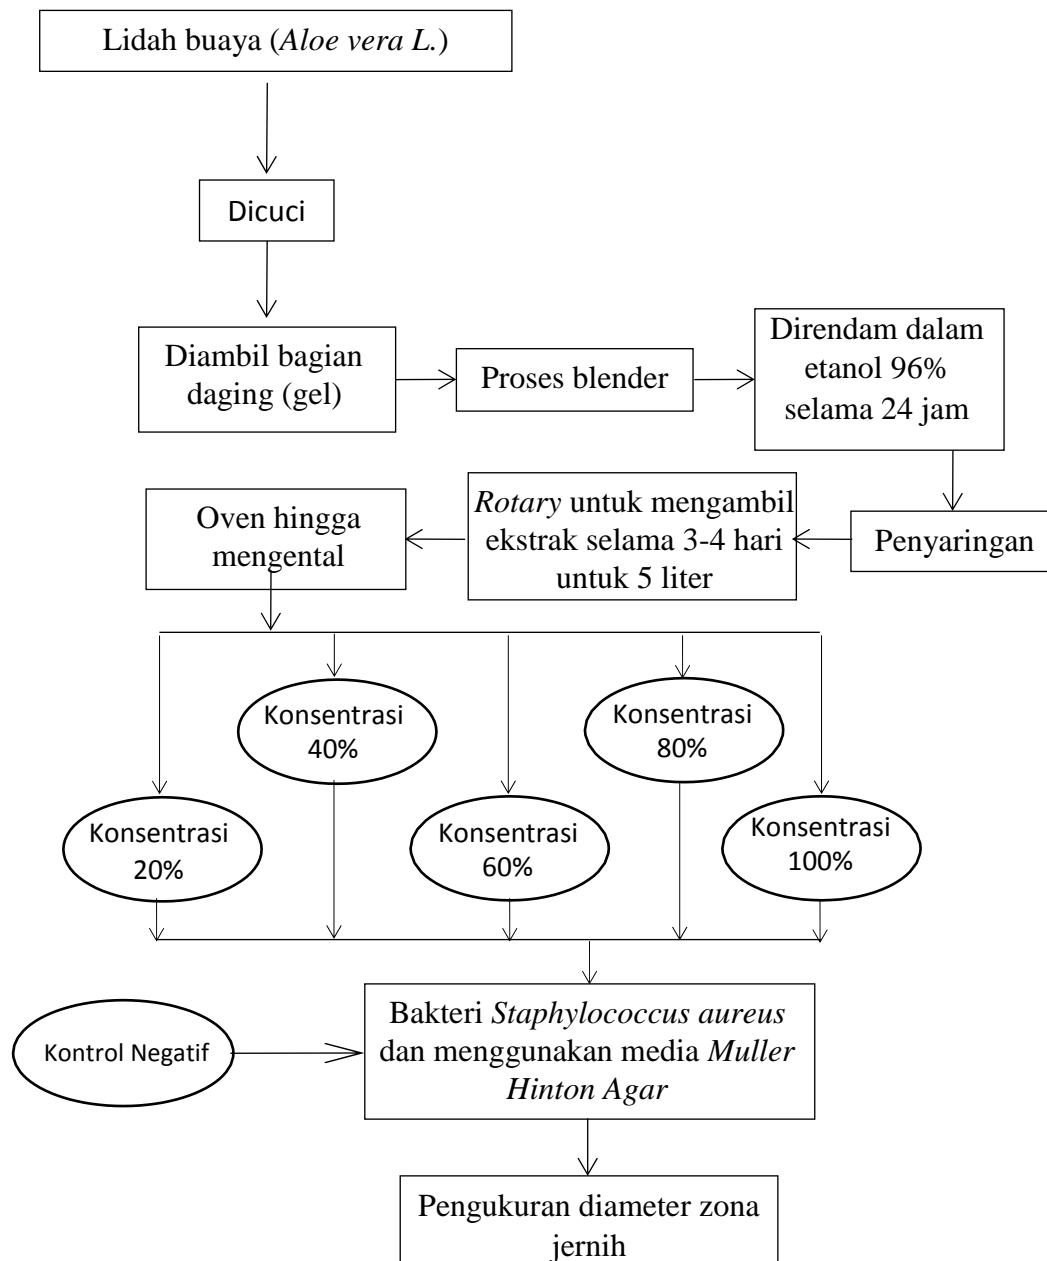 Lidah buaya (Aloe vera L.)
Dicuci
Diambil bagian
daging (gel)
Proses blender
Direndam dalam
etanol 96%
selama 24 jam
Penyaringan
Rotary untuk mengambil
ekstrak selama 3-4 hari
untuk 5 liter
Oven hingga
mengental
Konsentrasi
20%
Konsentrasi
40%
Konsentrasi
60%
Konsentrasi
80%
Konsentrasi
100%
Kontrol Negatif
Bakteri Staphylococcus aureus
dan menggunakan media Muller
Hinton Agar
Pengukuran diameter zona
jernih